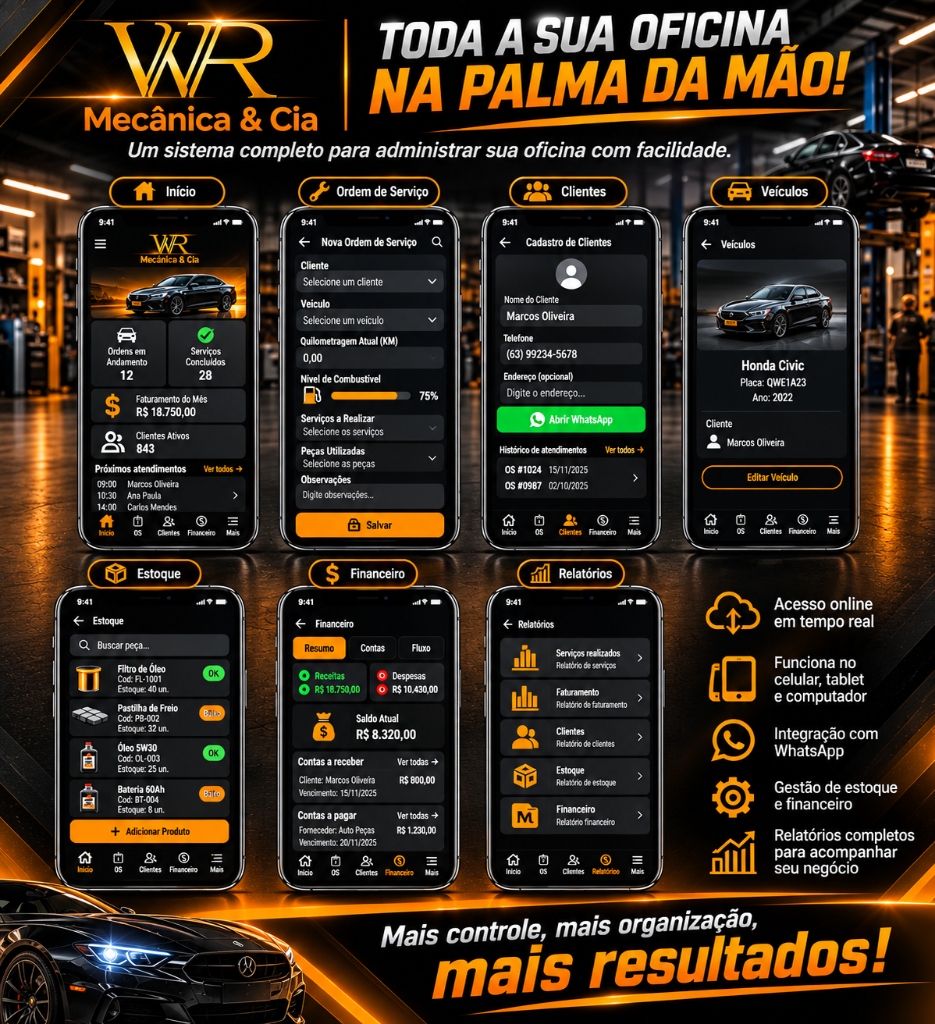 WR
Mecânica & Cia
TODA A SUA OFICINA
NA PALMA DA MÃO!
Um sistema completo para administrar sua oficina com facilidade.
Início
9:41
WR
Mecânica & Cia
Ordens em
Andamento
12
Serviços
Concluídos
28
Faturamento do Mês
R$ 18.750,00
Clientes Ativos
843
Próximos atendimentos
Ver todos →
09:00 Marcos Oliveira
10:30 Ana Paula
14:00 Carlos Mendes
Início
OS
Clientes
Financeiro
Mais
Ordem de Serviço
9:41
← Nova Ordem de Serviço
Cliente
Selecione um cliente
Veículo
Selecione um veículo
Quilometragem Atual (KM)
0,00
Nível de Combustível
75%
Serviços a Realizar
Selecione os serviços
Peças Utilizadas
Selecione as peças
Observações
Digite observações...
Salvar
Clientes
9:41
← Cadastro de Clientes
Nome do Cliente
Marcos Oliveira
Telefone
(63) 99234-5678
Endereço (opcional)
Digite o endereço...
Abrir WhatsApp
Histórico de atendimentos
Ver todos →
OS #1024 15/11/2025
OS #0987 02/10/2025
Início
OS
Clientes
Financeiro
Mais
Veículos
9:41
← Veículos
Honda Civic
Placa: QWE1A23
Ano: 2022
Cliente
Marcos Oliveira
Editar Veículo
Início
OS
Clientes
Financeiro
Mais
Estoque
9:41
← Estoque
Buscar peça...
Filtro de Óleo
Cod: FL-1001
Estoque: 40 un.
OK
Pastilha de Freio
Cod: PB-002
Estoque: 32 un.
Óleo 5W30
Cod: OL-003
Estoque: 25 un.
OK
Bateria 60Ah
Cod: BT-004
Estoque: 8 un.
+ Adicionar Produto
Início
OS
Clientes
Financeiro
Mais
Financeiro
9:41
← Financeiro
Resumo
Contas
Fluxo
Receitas
R$ 18.750,00
Despesas
R$ 10,430,00
Saldo Atual
R$ 8.320,00
Contas a receber
Ver todas →
Cliente: Marcos Oliveira
R$ 800,00
Vencimento: 15/11/2025
Contas a pagar
Ver todas →
Forneceder: Auto Peças
R$ 1.230,00
Vencimento: 20/11/2025
Início
OS
Clientes
Financeiro
Mais
Relatórios
9:41
← Relatórios
Serviços realizados
Relatório de serviços
Faturamento
Relatório de faturamento
Clientes
Relatório de clientes
Estoque
Relatório de estoque
Financeiro
Relatório financeiro
Início
OS
Clientes
Relatórios
Mais
Acesso online
em tempo real
Funciona no
celular, tablet
e computador
Integração com
WhatsApp
Gestão de estoque
e financeiro
Relatórios completos
para acompanhar
seu negócio
Mais controle, mais organização,
mais resultados!